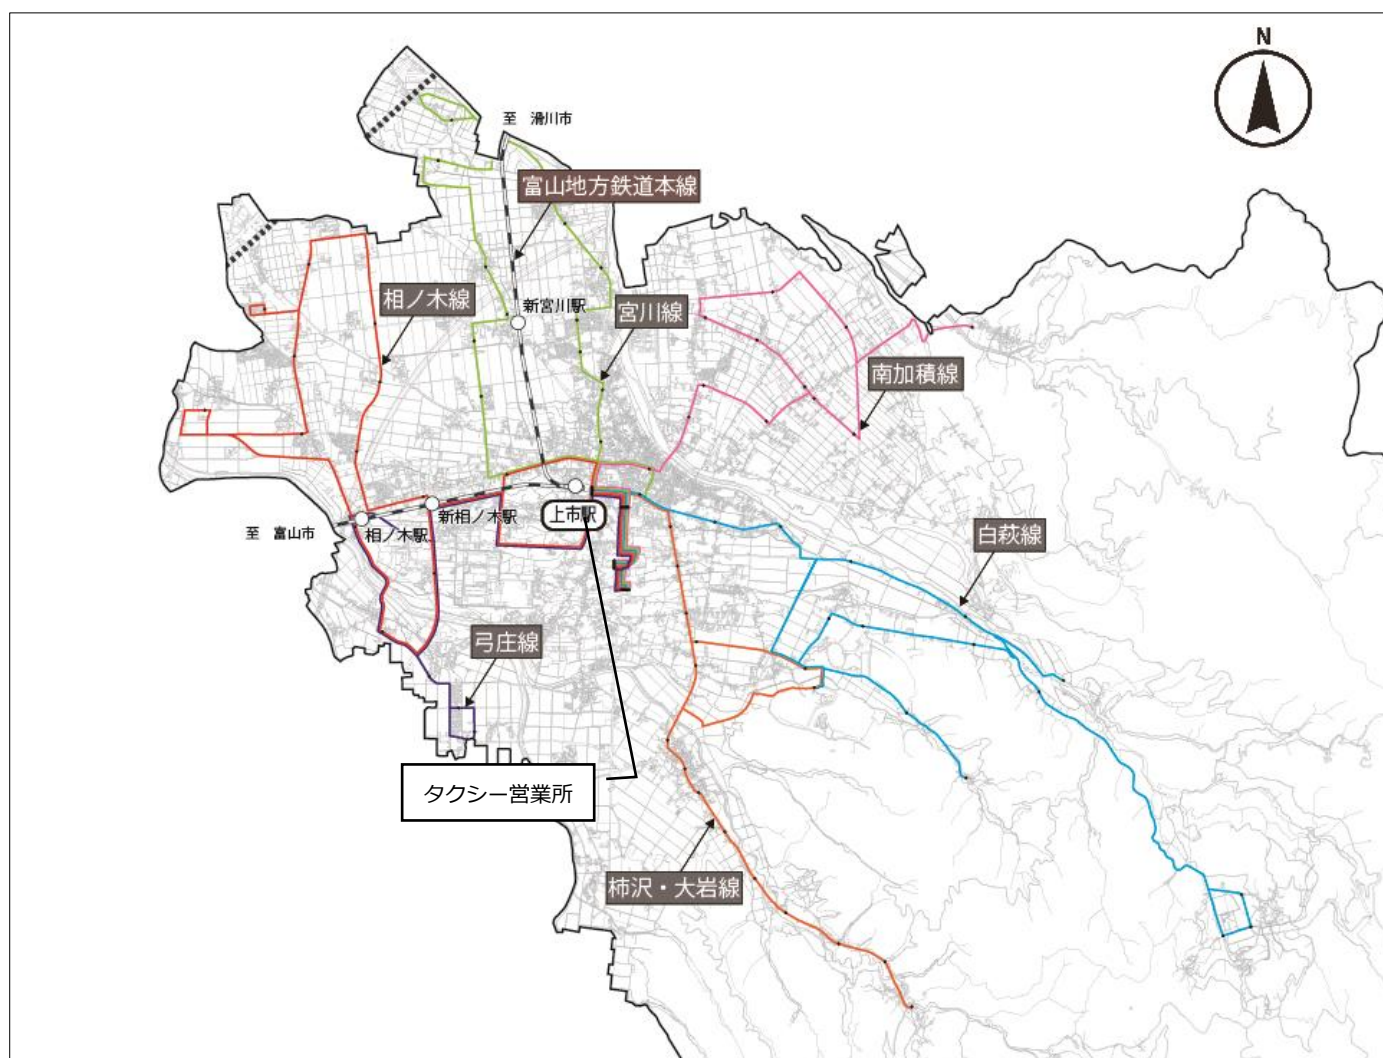 N
至 滑川市
富山地方鉄道本線
相ノ木線
新宮川駅
宮川線
南加積線
上市駅
新相ノ木駅
至 富山市
相ノ木駅
白萩線
弓庄線
タクシー営業所
柿沢・大岩線